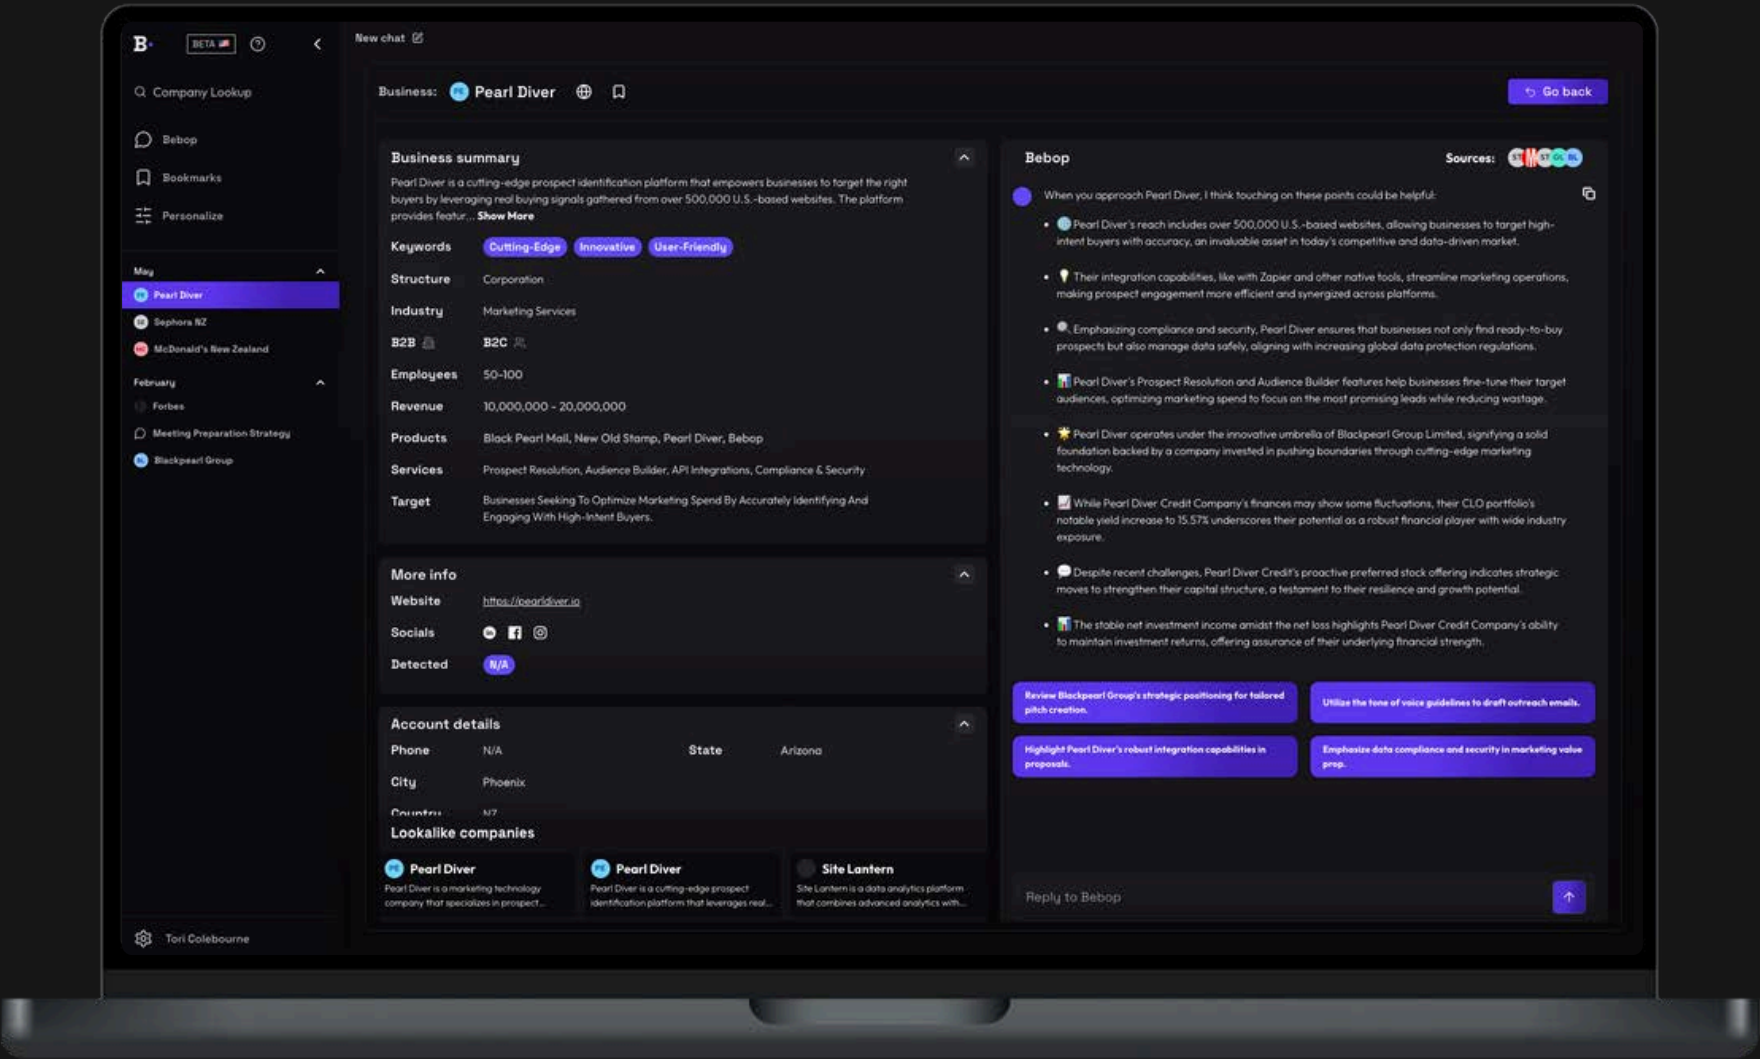 B·
BETA
New chat
Company Lookup
Bebop
Bookmarks
Personalize
May
Pearl Diver
Sephora NZ
McDonald's New Zealand
February
Forbes
Meeting Preparation Strategy
Blackpearl Group
Tori Colebourne
Business: PE Pearl Diver
Go back
Business summary
Pearl Diver is a cutting-edge prospect identification platform that empowers businesses to target the right
buyers by leveraging real buying signals gathered from over 500,000 U.S.-based websites. The platform
provides featur... Show More
Keywords Cutting-Edge Innovative User-Friendly
Structure Corporation
Industry Marketing Services
B2B B2C
Employees 50-100
Revenue 10,000,000 - 20,000,000
Products Black Pearl Mail, New Old Stamp, Pearl Diver, Bebop
Services Prospect Resolution, Audience Builder, API Integrations, Compliance & Security
Target Businesses Seeking To Optimize Marketing Spend By Accurately Identifying And
Engaging With High-Intent Buyers.
More info
Website https://pearldiver.io
Socials
Detected N/A
Account details
Phone N/A State Arizona
City Phoenix
Country NZ
Lookalike companies
PE Pearl Diver
Pearl Diver is a marketing technology
company that specializes in prospect...
PE Pearl Diver
Pearl Diver is a cutting-edge prospect
identification platform that leverages real...
Site Lantern
Site Lantern is a data analytics platform
that combines advanced analytics with...
Bebop
Sources: ST ST GL BL
When you approach Pearl Diver, I think touching on these points could be helpful:
• 🌐 Pearl Diver's reach includes over 500,000 U.S.-based websites, allowing businesses to target high-
intent buyers with accuracy, an invaluable asset in today's competitive and data-driven market.
• 💡 Their integration capabilities, like with Zapier and other native tools, streamline marketing operations,
making prospect engagement more efficient and synergized across platforms.
• 🔍 Emphasizing compliance and security, Pearl Diver ensures that businesses not only find ready-to-buy
prospects but also manage data safely, aligning with increasing global data protection regulations.
• 📊 Pearl Diver's Prospect Resolution and Audience Builder features help businesses fine-tune their target
audiences, optimizing marketing spend to focus on the most promising leads while reducing wastage.
• 🌟 Pearl Diver operates under the innovative umbrella of Blackpearl Group Limited, signifying a solid
foundation backed by a company invested in pushing boundaries through cutting-edge marketing
technology.
• 📈 While Pearl Diver Credit Company's finances may show some fluctuations, their CLO portfolio's
notable yield increase to 15.57% underscores their potential as a robust financial player with wide industry
exposure.
• 💬 Despite recent challenges, Pearl Diver Credit's proactive preferred stock offering indicates strategic
moves to strengthen their capital structure, a testament to their resilience and growth potential.
• 📊 The stable net investment income amidst the net loss highlights Pearl Diver Credit Company's ability
to maintain investment returns, offering assurance of their underlying financial strength.
Review Blackpearl Group's strategic positioning for tailored
pitch creation.
Utilize the tone of voice guidelines to draft outreach emails.
Highlight Pearl Diver's robust integration capabilities in
proposals.
Emphasize data compliance and security in marketing value
prop.
Reply to Bebop